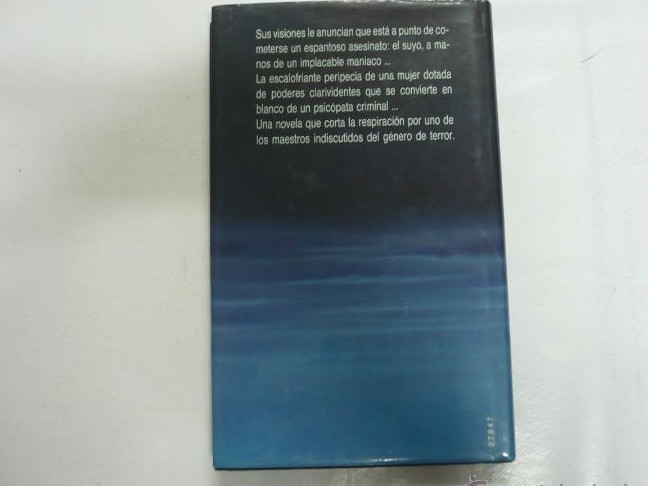 Sus visiones le anuncian que está a punto de co-
meterse un espantoso asesinato: el suyo, a ma-
nos de un implacable maníaco ...
La escalofriante peripecia de una mujer dotada
de poderes clarividentes que se convierte en
blanco de un psicópata criminal ...
Una novela que corta la respiración por uno de
los maestros indiscutidos del género de terror.
27847